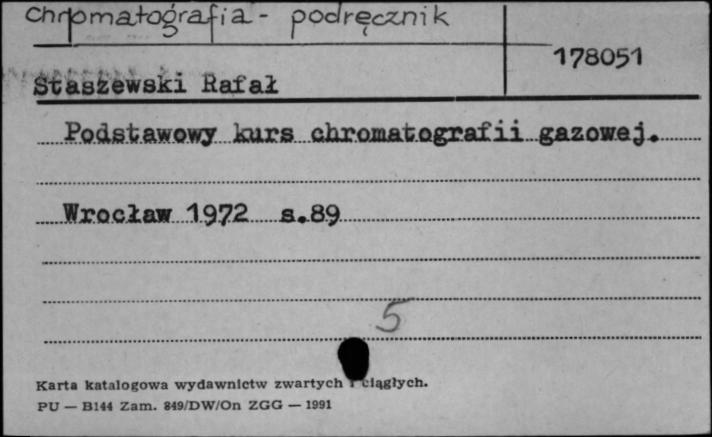 Chromatografia - podręcznik
178051
Staszewski Rafał
Podstawowy kurs chromatografii gazowej.
Wrocław 1972 s.89
5
Karta katalogowa wydawnictw zwartych i ciągłych.
PU — B144 Zam. 849/DW/On ZGG — 1991